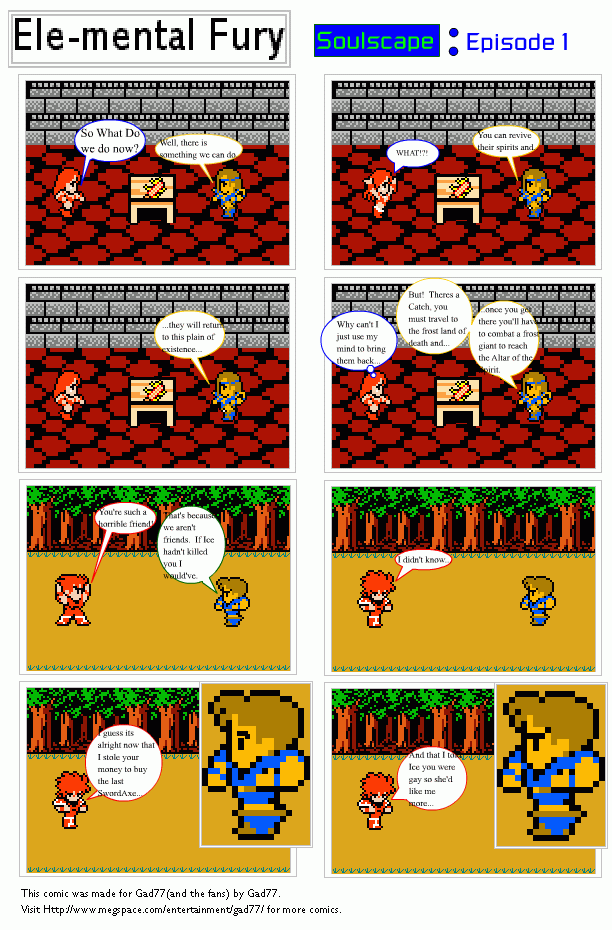 Ele-mental Fury
Soulscape : Episode 1
So What Do
we do now?
Well, there is
something we can do.
WHAT!?!
You can revive
their spirits and.
...they will return
to this plain of
existence...
Why can't I
just use my
mind to bring
them back...
But! Theres a
Catch, you
must travel to
the frost land of
death and...
...once you get
there you'll have
to combat a frost
giant to reach
the Altar of the
Spirit.
You're such a
horrible friend!
That's because
we aren't
friends. If Ice
hadn't killed
you I
would've.
I didn't know.
I guess its
alright now that
I stole your
money to buy
the last
SwordAxe...
And that I told
Ice you were
gay so she'd
like me
more...
This comic was made for Gad77(and the fans) by Gad77.
Visit Http://www.megspace.com/entertainment/gad77/ for more comics.